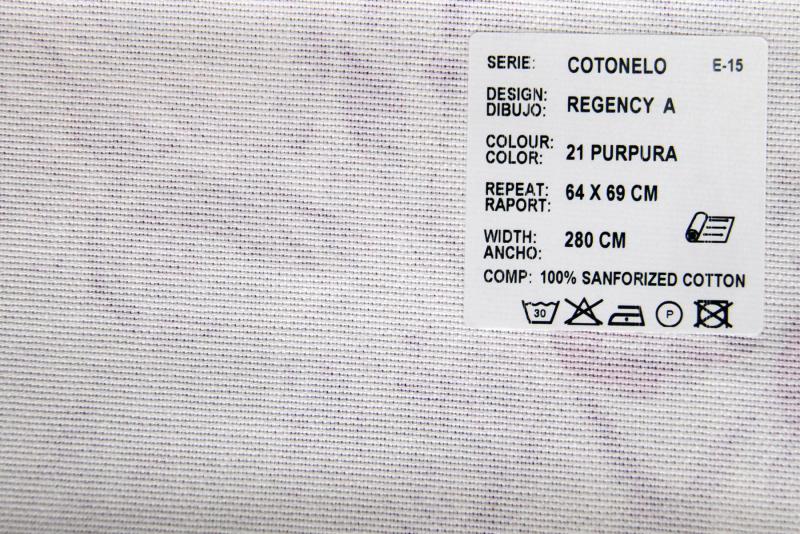 SERIE: COTONELO E-15
DESIGN: REGENCY A
DIBUJO:
COLOUR: 21 PURPURA
COLOR:
REPEAT: 64 X 69 CM
RAPORT:
WIDTH: 280 CM
ANCHO:
COMP: 100% SANFORIZED COTTON
30 P